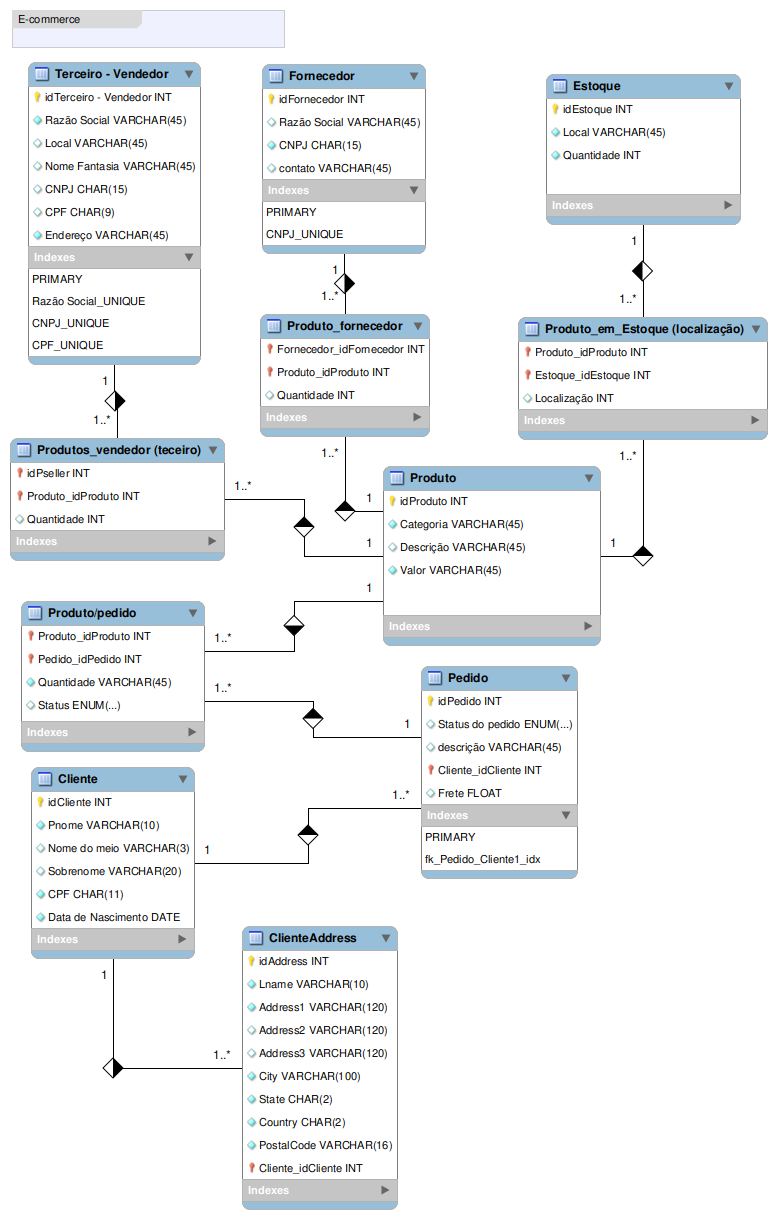 E-commerce
Terceiro - Vendedor
idTerceiro - Vendedor INT
Razão Social VARCHAR(45)
Local VARCHAR(45)
Nome Fantasia VARCHAR(45)
CNPJ CHAR(15)
CPF CHAR(9)
Endereço VARCHAR(45)
Indexes
PRIMARY
Razao Social_UNIQUE
CNPJ_UNIQUE
CPF_UNIQUE
1
1..*
Fornecedor
idFornecedor INT
Razão Social VARCHAR(45)
CNPJ CHAR(15)
contato VARCHAR(45)
Indexes
PRIMARY
CNPJ_UNIQUE
1
1..*
Estoque
idEstoque INT
Local VARCHAR(45)
Quantidade INT
Indexes
1
1..*
Produto_fornecedor
Fornecedor_idFornecedor INT
Produto_idProduto INT
Quantidade INT
Indexes
1..*
1
Produto_em_Estoque (localização)
Produto_idProduto INT
Estoque_idEstoque INT
Localização INT
Indexes
1..*
1
Produtos_vendedor (teceiro)
idPseller INT
Produto_idProduto INT
Quantidade INT
Indexes
1..*
1
Produto
idProduto INT
Categoria VARCHAR(45)
Descrição VARCHAR(45)
Valor VARCHAR(45)
Indexes
1
1..*
Produto/pedido
Produto_idProduto INT
Pedido_idPedido INT
Quantidade VARCHAR(45)
Status ENUM(...)
Indexes
1..*
1
Pedido
idPedido INT
Status do pedido ENUM(...)
descrição VARCHAR(45)
Cliente_idCliente INT
Frete FLOAT
Indexes
PRIMARY
fk_Pedido_Cliente1_idx
1..*
1
Cliente
idCliente INT
Pnome VARCHAR(10)
Nome do meio VARCHAR(3)
Sobrenome VARCHAR(20)
CPF CHAR(11)
Data de Nascimento DATE
Indexes
1
1..*
ClienteAddress
idAddress INT
Lname VARCHAR(10)
Address1 VARCHAR(120)
Address2 VARCHAR(120)
Address3 VARCHAR(120)
City VARCHAR(100)
State CHAR(2)
Country CHAR(2)
PostalCode VARCHAR(16)
Cliente_idCliente INT
Indexes